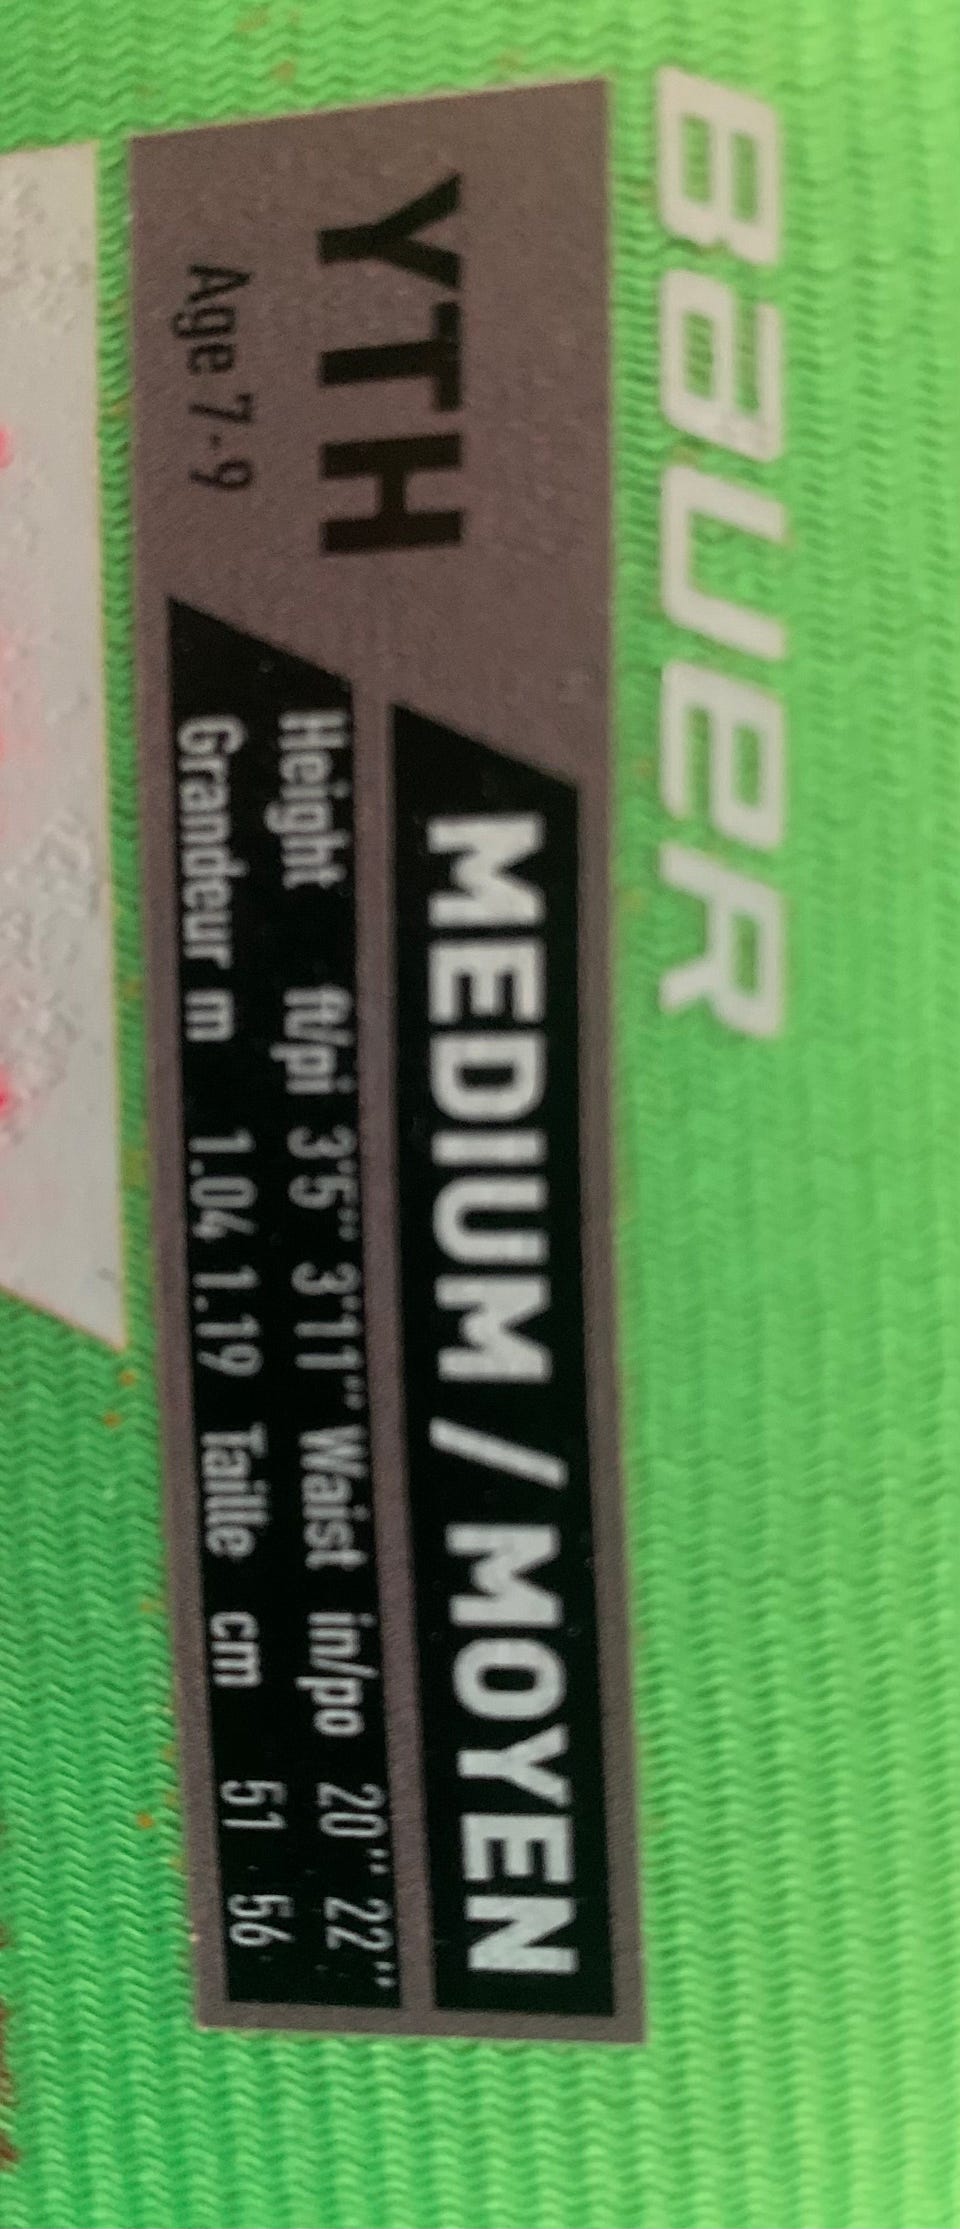 BaUeR
YTH
Age 7-9
MEDIUM / MOYEN
Height ft/pi 3'5" 3'11" Waist in/po 20" 22"
Grandeur m 1.04 1.19 Taille cm 51 56